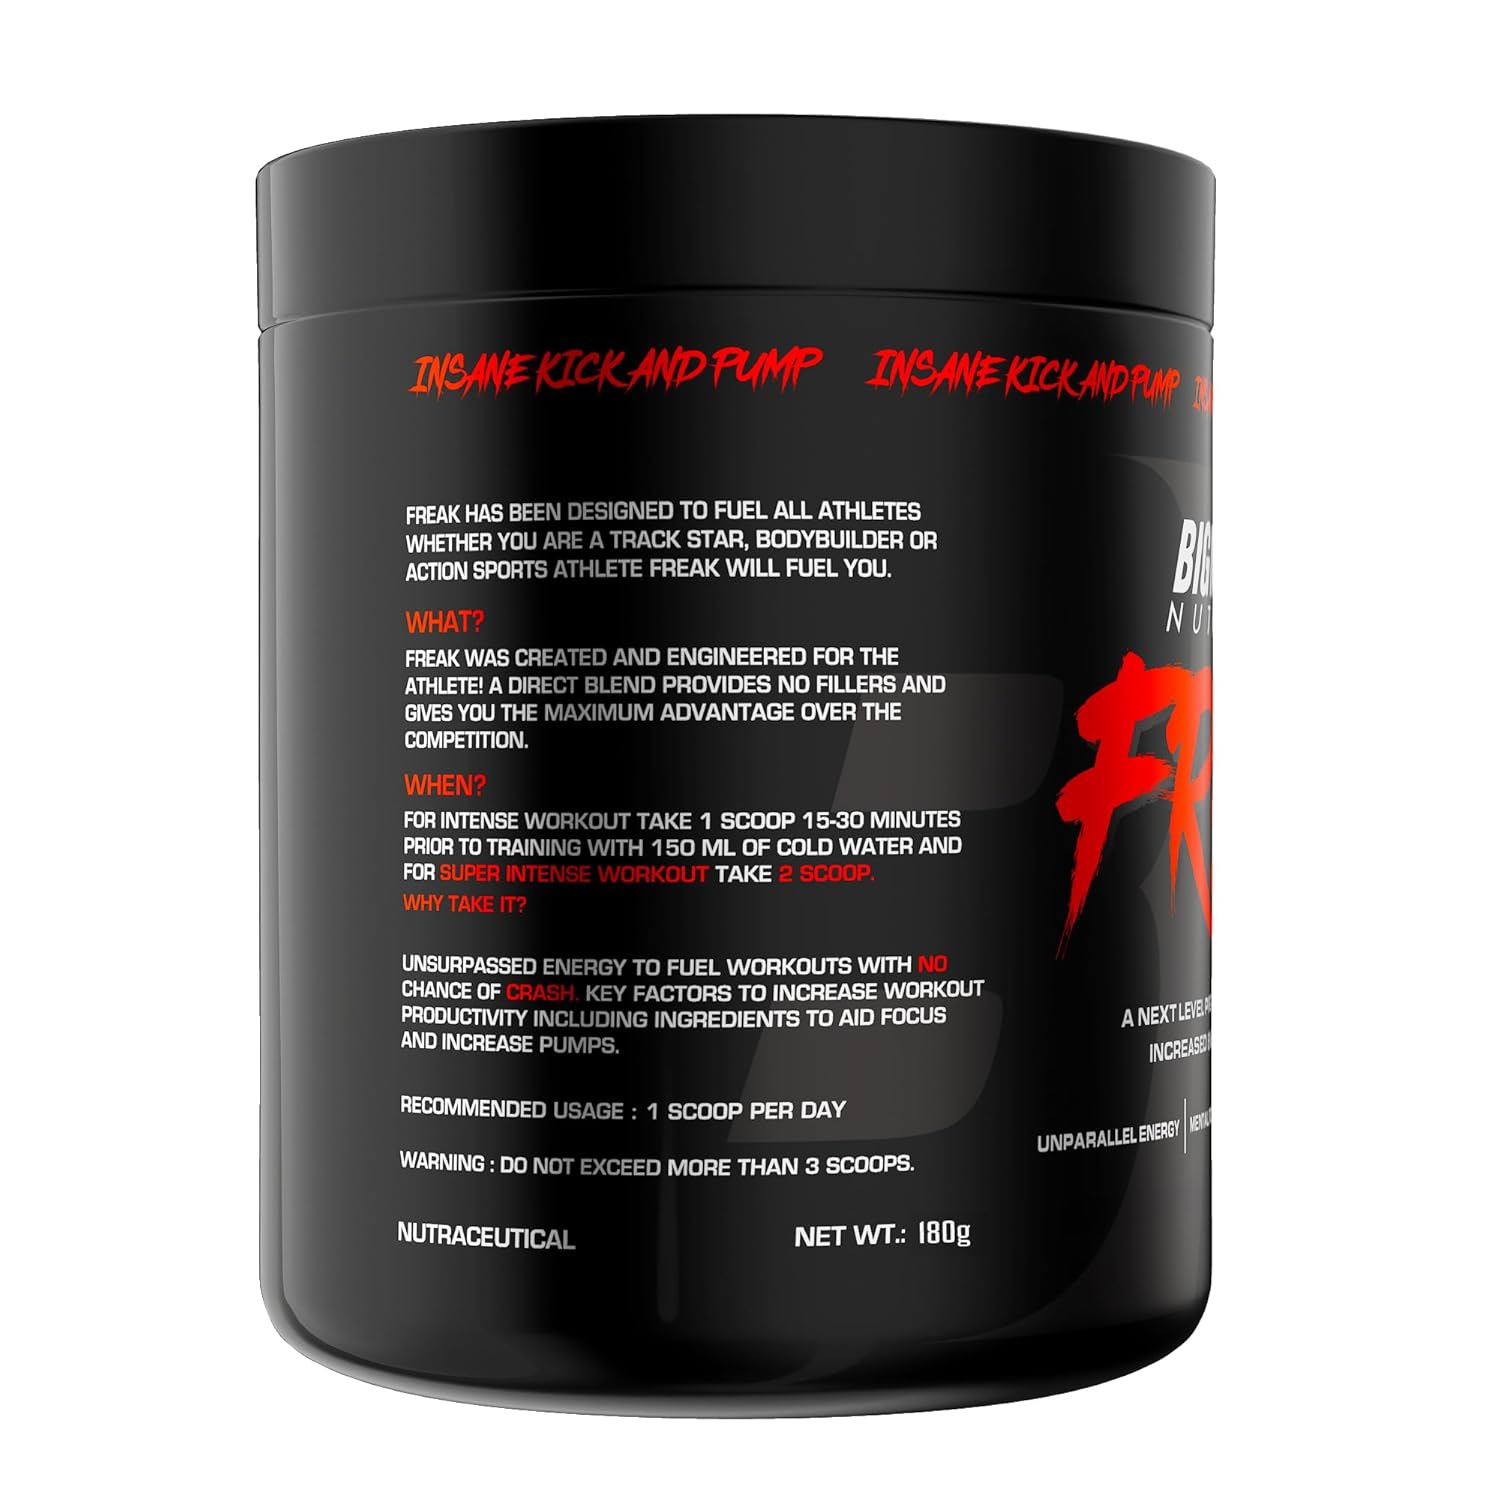 INSANE KICK AND PUMP INSANE KICK AND PUMP
FREAK HAS BEEN DESIGNED TO FUEL ALL ATHLETES
WHETHER YOU ARE A TRACK STAR, BODYBUILDER OR
ACTION SPORTS ATHLETE FREAK WILL FUEL YOU.
WHAT?
FREAK WAS CREATED AND ENGINEERED FOR THE
ATHLETE! A DIRECT BLEND PROVIDES NO FILLERS AND
GIVES YOU THE MAXIMUM ADVANTAGE OVER THE
COMPETITION.
WHEN?
FOR INTENSE WORKOUT TAKE 1 SCOOP 15-30 MINUTES
PRIOR TO TRAINING WITH 150 ML OF COLD WATER AND
FOR SUPER INTENSE WORKOUT TAKE 2 SCOOP.
WHY TAKE IT?
UNSURPASSED ENERGY TO FUEL WORKOUTS WITH NO
CHANCE OF CRASH. KEY FACTORS TO INCREASE WORKOUT
PRODUCTIVITY INCLUDING INGREDIENTS TO AID FOCUS
AND INCREASE PUMPS.
RECOMMENDED USAGE : 1 SCOOP PER DAY
WARNING : DO NOT EXCEED MORE THAN 3 SCOOPS.
NUTRACEUTICAL NET WT.: 180g
BIG
NUT
FR
A NEXT LEVEL
INCREASED
UNPARALLEL ENERGY